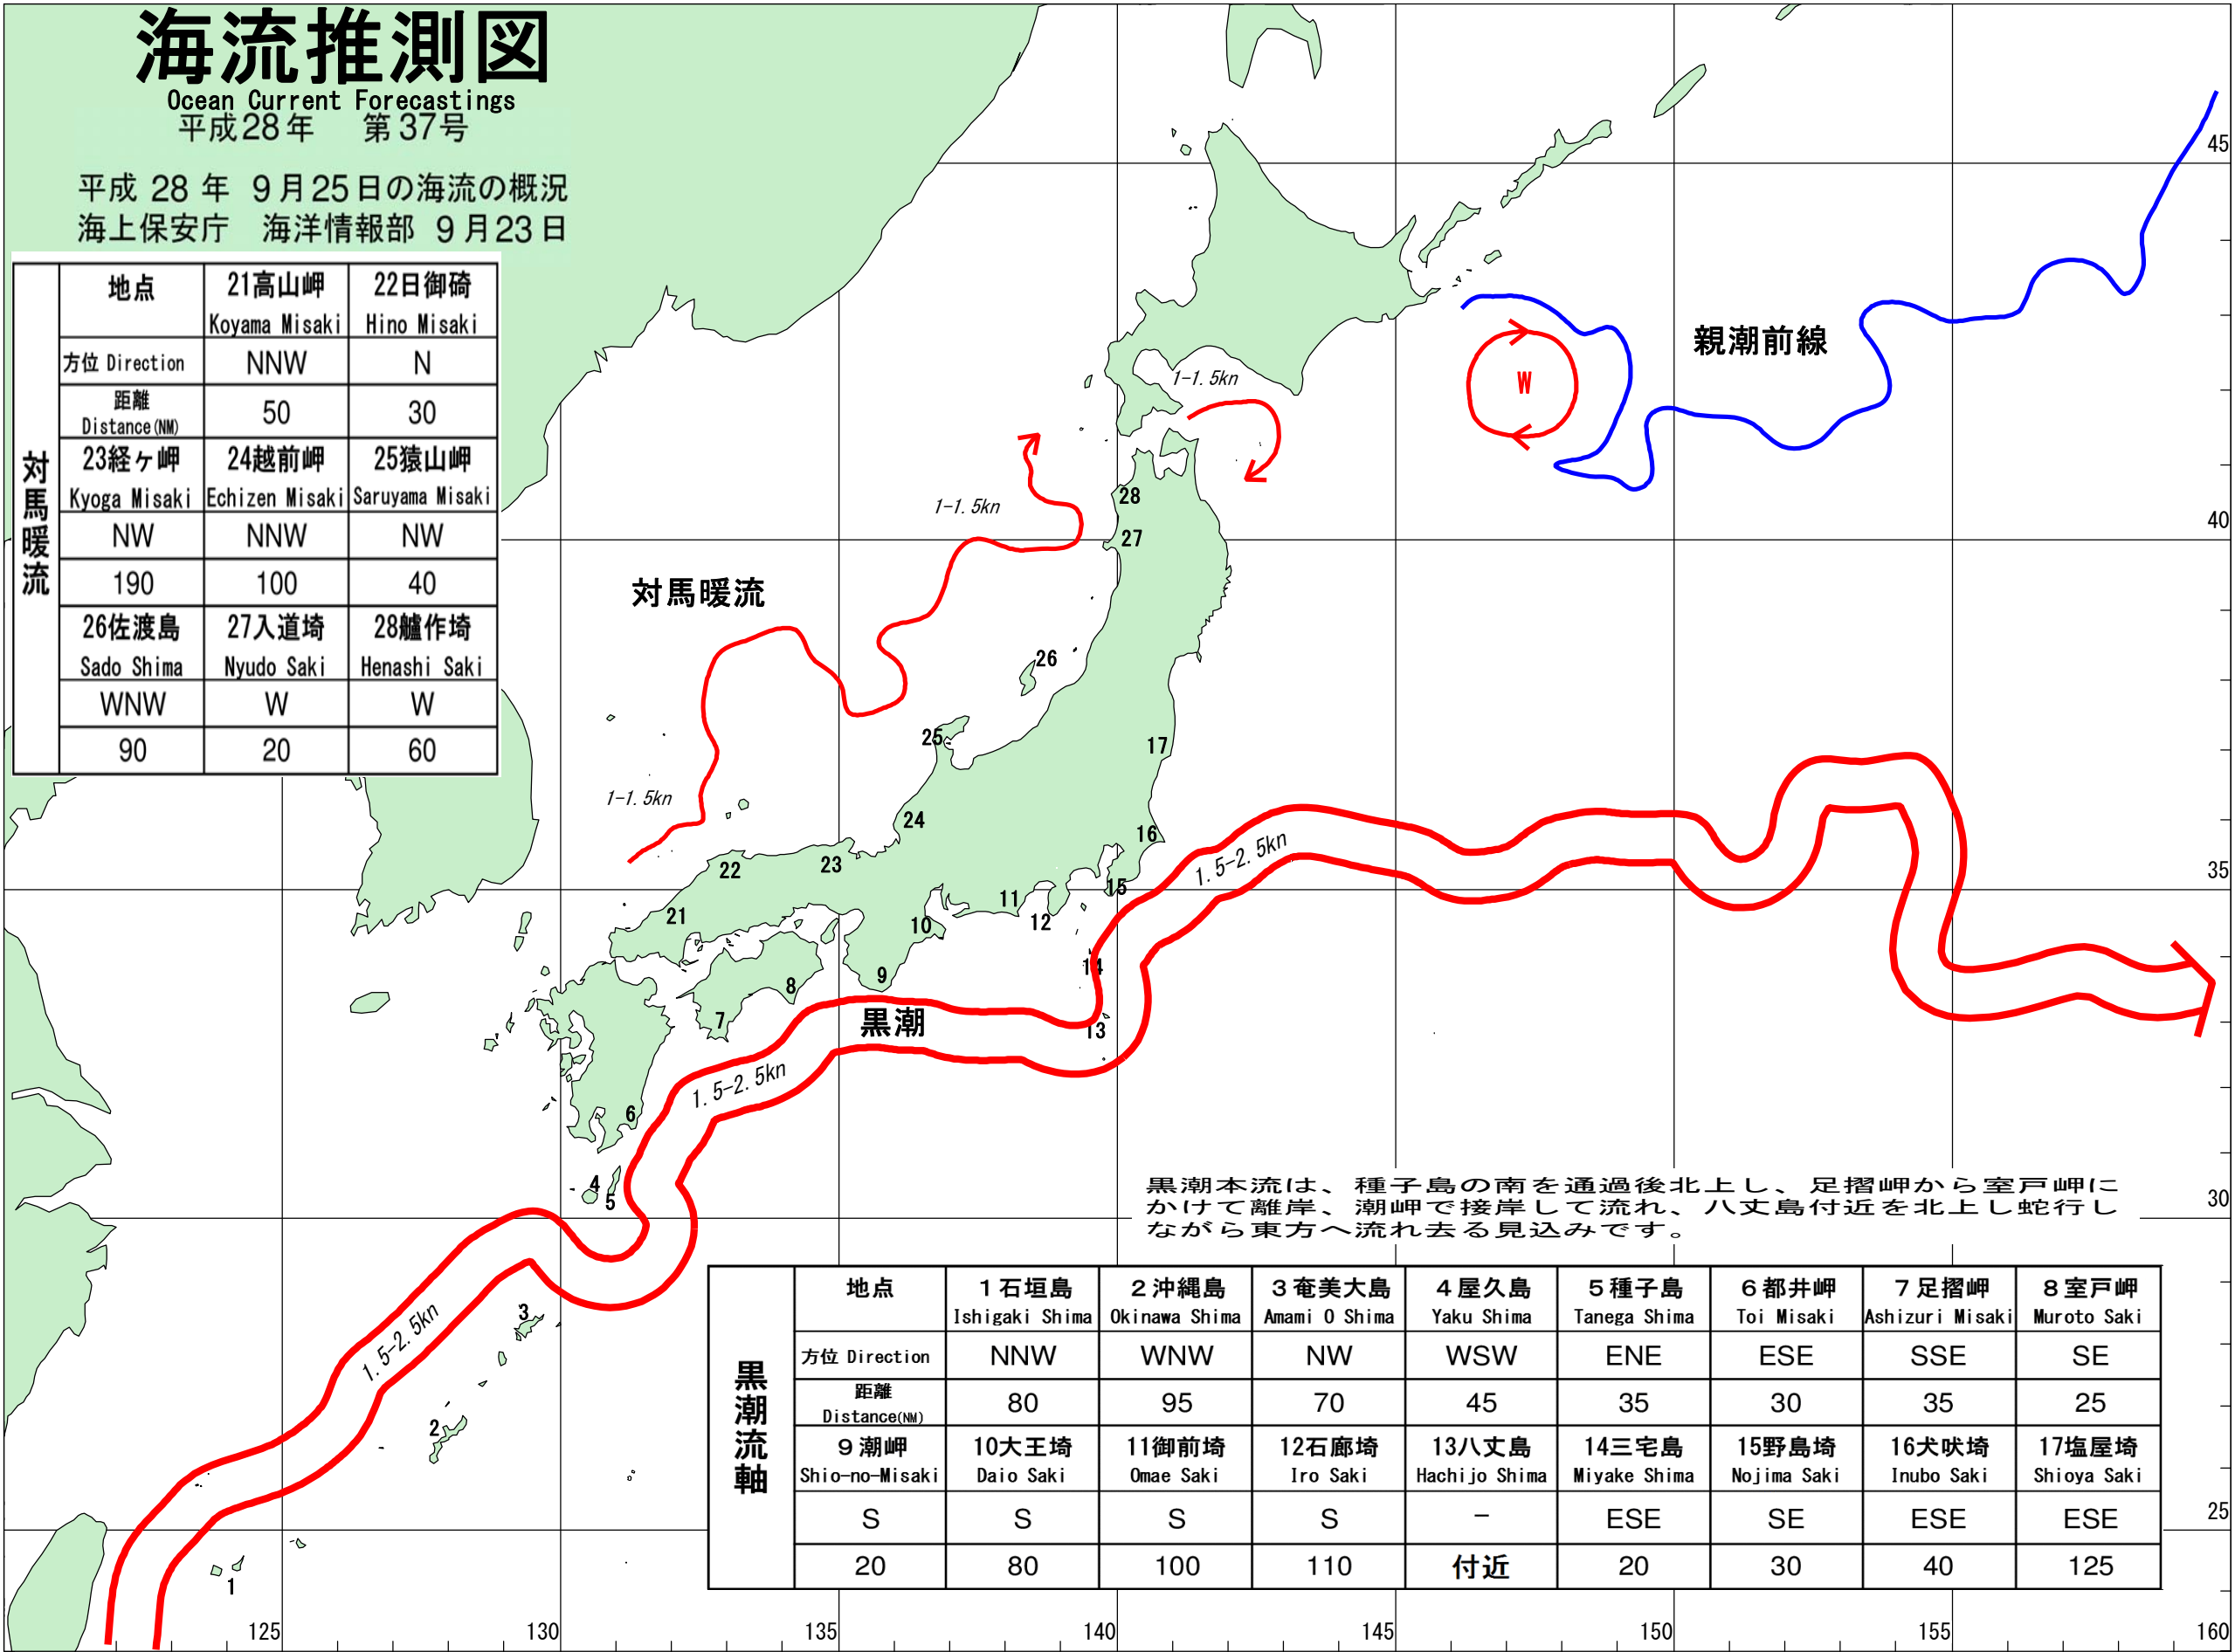 海流推測図
Ocean Current Forecastings
平成28年 第37号
平成 28 年 9月25日の海流の概況
海上保安庁 海洋情報部 9月23日
対馬暖流
地点 21高山岬 22日御碕
Koyama Misaki Hino Misaki
方位 Direction NNW N
距離
Distance(NM) 50 30
23経ヶ岬 24越前岬 25猿山岬
Kyoga Misaki Echizen Misaki Saruyama Misaki
NW NNW NW
190 100 40
26佐渡島 27入道埼 28艫作埼
Sado Shima Nyudo Saki Henashi Saki
WNW W W
90 20 60
45
親潮前線
1-1.5kn
W
1-1.5kn
28
40
27
対馬暖流
26
25
17
1-1.5kn
24
16
1.5-2.5kn
22
23
35
15
11
21
12
10
14
9
8
7
黒潮
13
1.5-2.5kn
6
4
5
30
黒潮本流は、種子島の南を通過後北上し、足摺岬から室戸岬に
かけて離岸、潮岬で接岸して流れ、八丈島付近を北上し蛇行し
ながら東方へ流れ去る見込みです。
3
1.5-2.5kn
2
黒潮流軸
地点 1石垣島 2沖縄島 3奄美大島 4屋久島 5種子島 6都井岬 7足摺岬 8室戸岬
Ishigaki Shima Okinawa Shima Amami O Shima Yaku Shima Tanega Shima Toi Misaki Ashizuri Misaki Muroto Saki
方位 Direction NNW WNW NW WSW ENE ESE SSE SE
距離
Distance(NM) 80 95 70 45 35 30 35 25
9潮岬 10大王埼 11御前埼 12石廊埼 13八丈島 14三宅島 15野島埼 16犬吠埼 17塩屋埼
Shio-no-Misaki Daio Saki Omae Saki Iro Saki Hachijo Shima Miyake Shima Nojima Saki Inubo Saki Shioya Saki
S S S S − ESE SE ESE ESE
20 80 100 110 付近 20 30 40 125
25
1
125 130 135 140 145 150 155 160